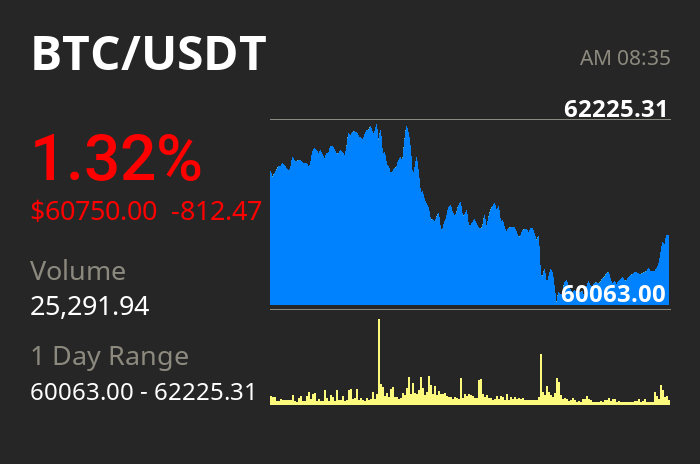 BTC/USDT
AM 08:35
62225.31
1.32%
$60750.00 -812.47
Volume
25,291.94
60063.00
1 Day Range
60063.00 - 62225.31